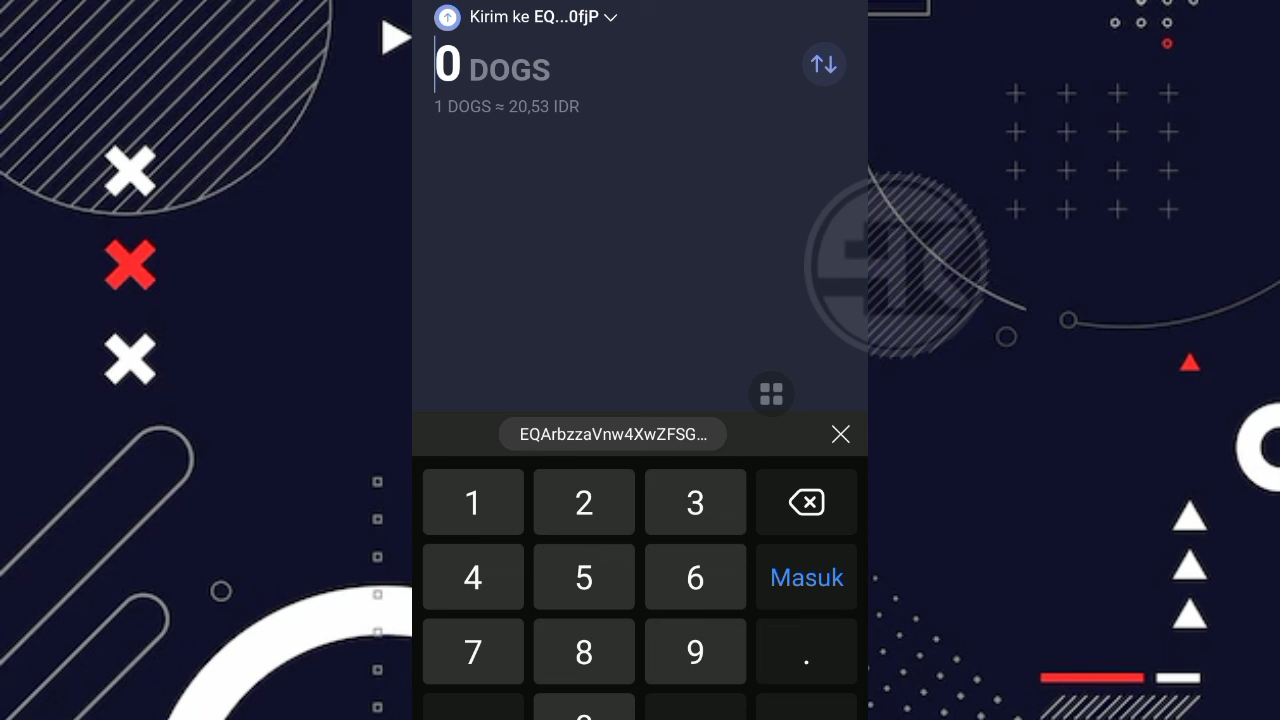 Kirim ke EQ...0fjP
0 DOGS
1 DOGS ≈ 20,53 IDR
EQArbzzaVnw4XwZFSG...
1 2 3
4 5 6 Masuk
7 8 9 .